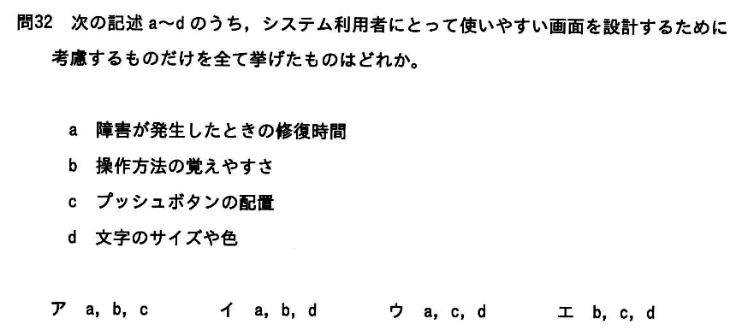 問32 次の記述a～dのうち，システム利用者にとって使いやすい画面を設計するために
考慮するものだけを全て挙げたものはどれか。
a 障害が発生したときの修復時間
b 操作方法の覚えやすさ
c プッシュボタンの配置
d 文字のサイズや色
ア a, b, c イ a, b, d ウ a, c, d エ b, c, d